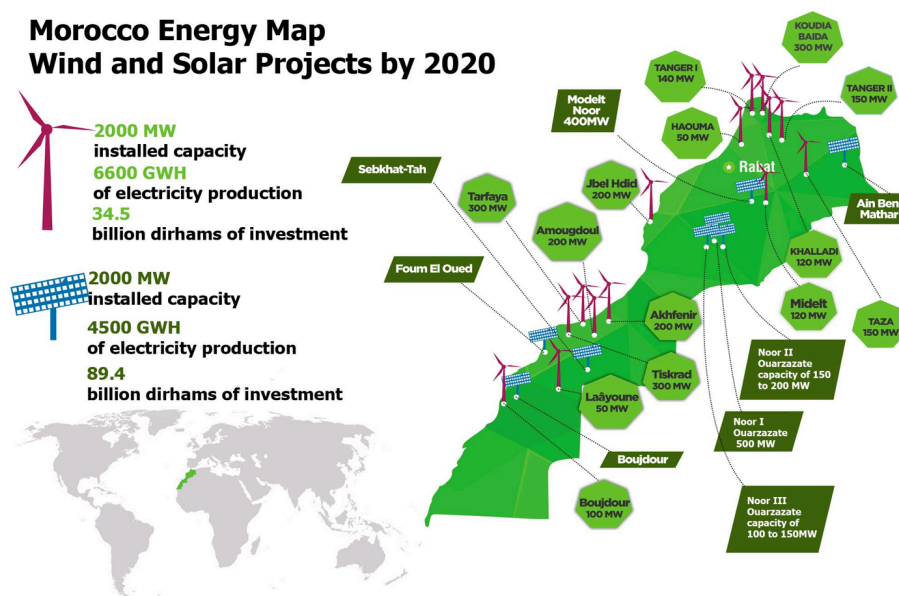 Morocco Energy Map
Wind and Solar Projects by 2020
2000 MW
installed capacity
6600 GWH
of electricity production
34.5
billion dirhams of investment
2000 MW
installed capacity
4500 GWH
of electricity production
89.4
billion dirhams of investment
KOUDIA
BAIDA
300 MW
TANGER I
140 MW
TANGER II
150 MW
Modelt
Noor
400MW
HAOUMA
50 MW
Rabat
Sebkhat-Tah
Tarfaya
300 MW
Jbel Hdid
200 MW
Amougdoul
200 MW
Ain Beni
Mathar
Foum El Oued
KHALLADI
120 MW
Midelt
120 MW
TAZA
150 MW
Akhfenir
200 MW
Tiskrad
300 MW
Laâyoune
50 MW
Noor II
Ouarzazate
capacity of 150
to 200 MW
Noor I
Ouarzazate
500 MW
Boujdour
Boujdour
100 MW
Noor III
Ouarzazate
capacity of
100 to 150MW